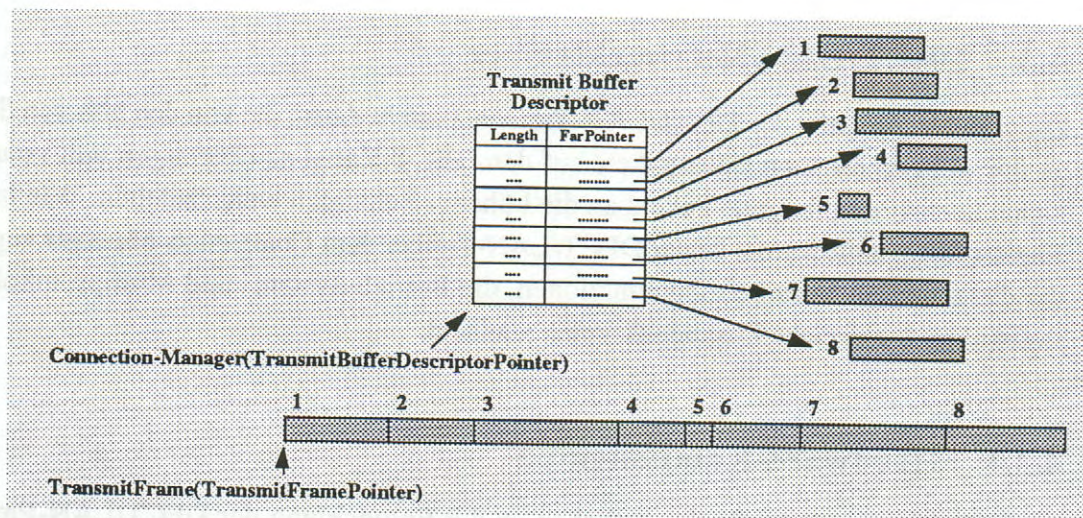 Transmit Buffer
Descriptor
Length FarPointer
.... ........
.... ........
.... ........
.... ........
.... ........
.... ........
.... ........
.... ........
1
2
3
4
5
6
7
8
Connection-Manager(TransmitBufferDescriptorPointer)
1 2 3 4 5 6 7 8
TransmitFrame(TransmitFramePointer)